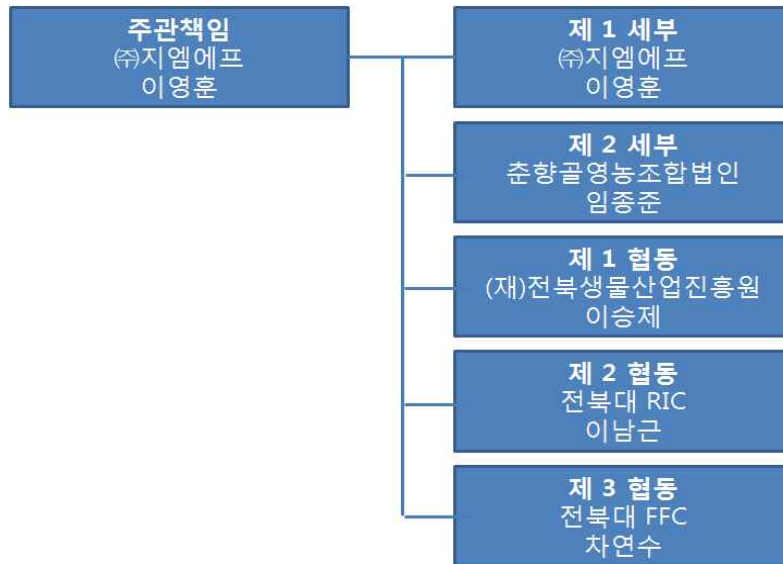 주관책임
㈜지엠에프
이영훈
제 1 세부
㈜지엠에프
이영훈
제 2 세부
춘향골영농조합법인
임종준
제 1 협동
(재)전북생물산업진흥원
이승제
제 2 협동
전북대 RIC
이남근
제 3 협동
전북대 FFC
차연수